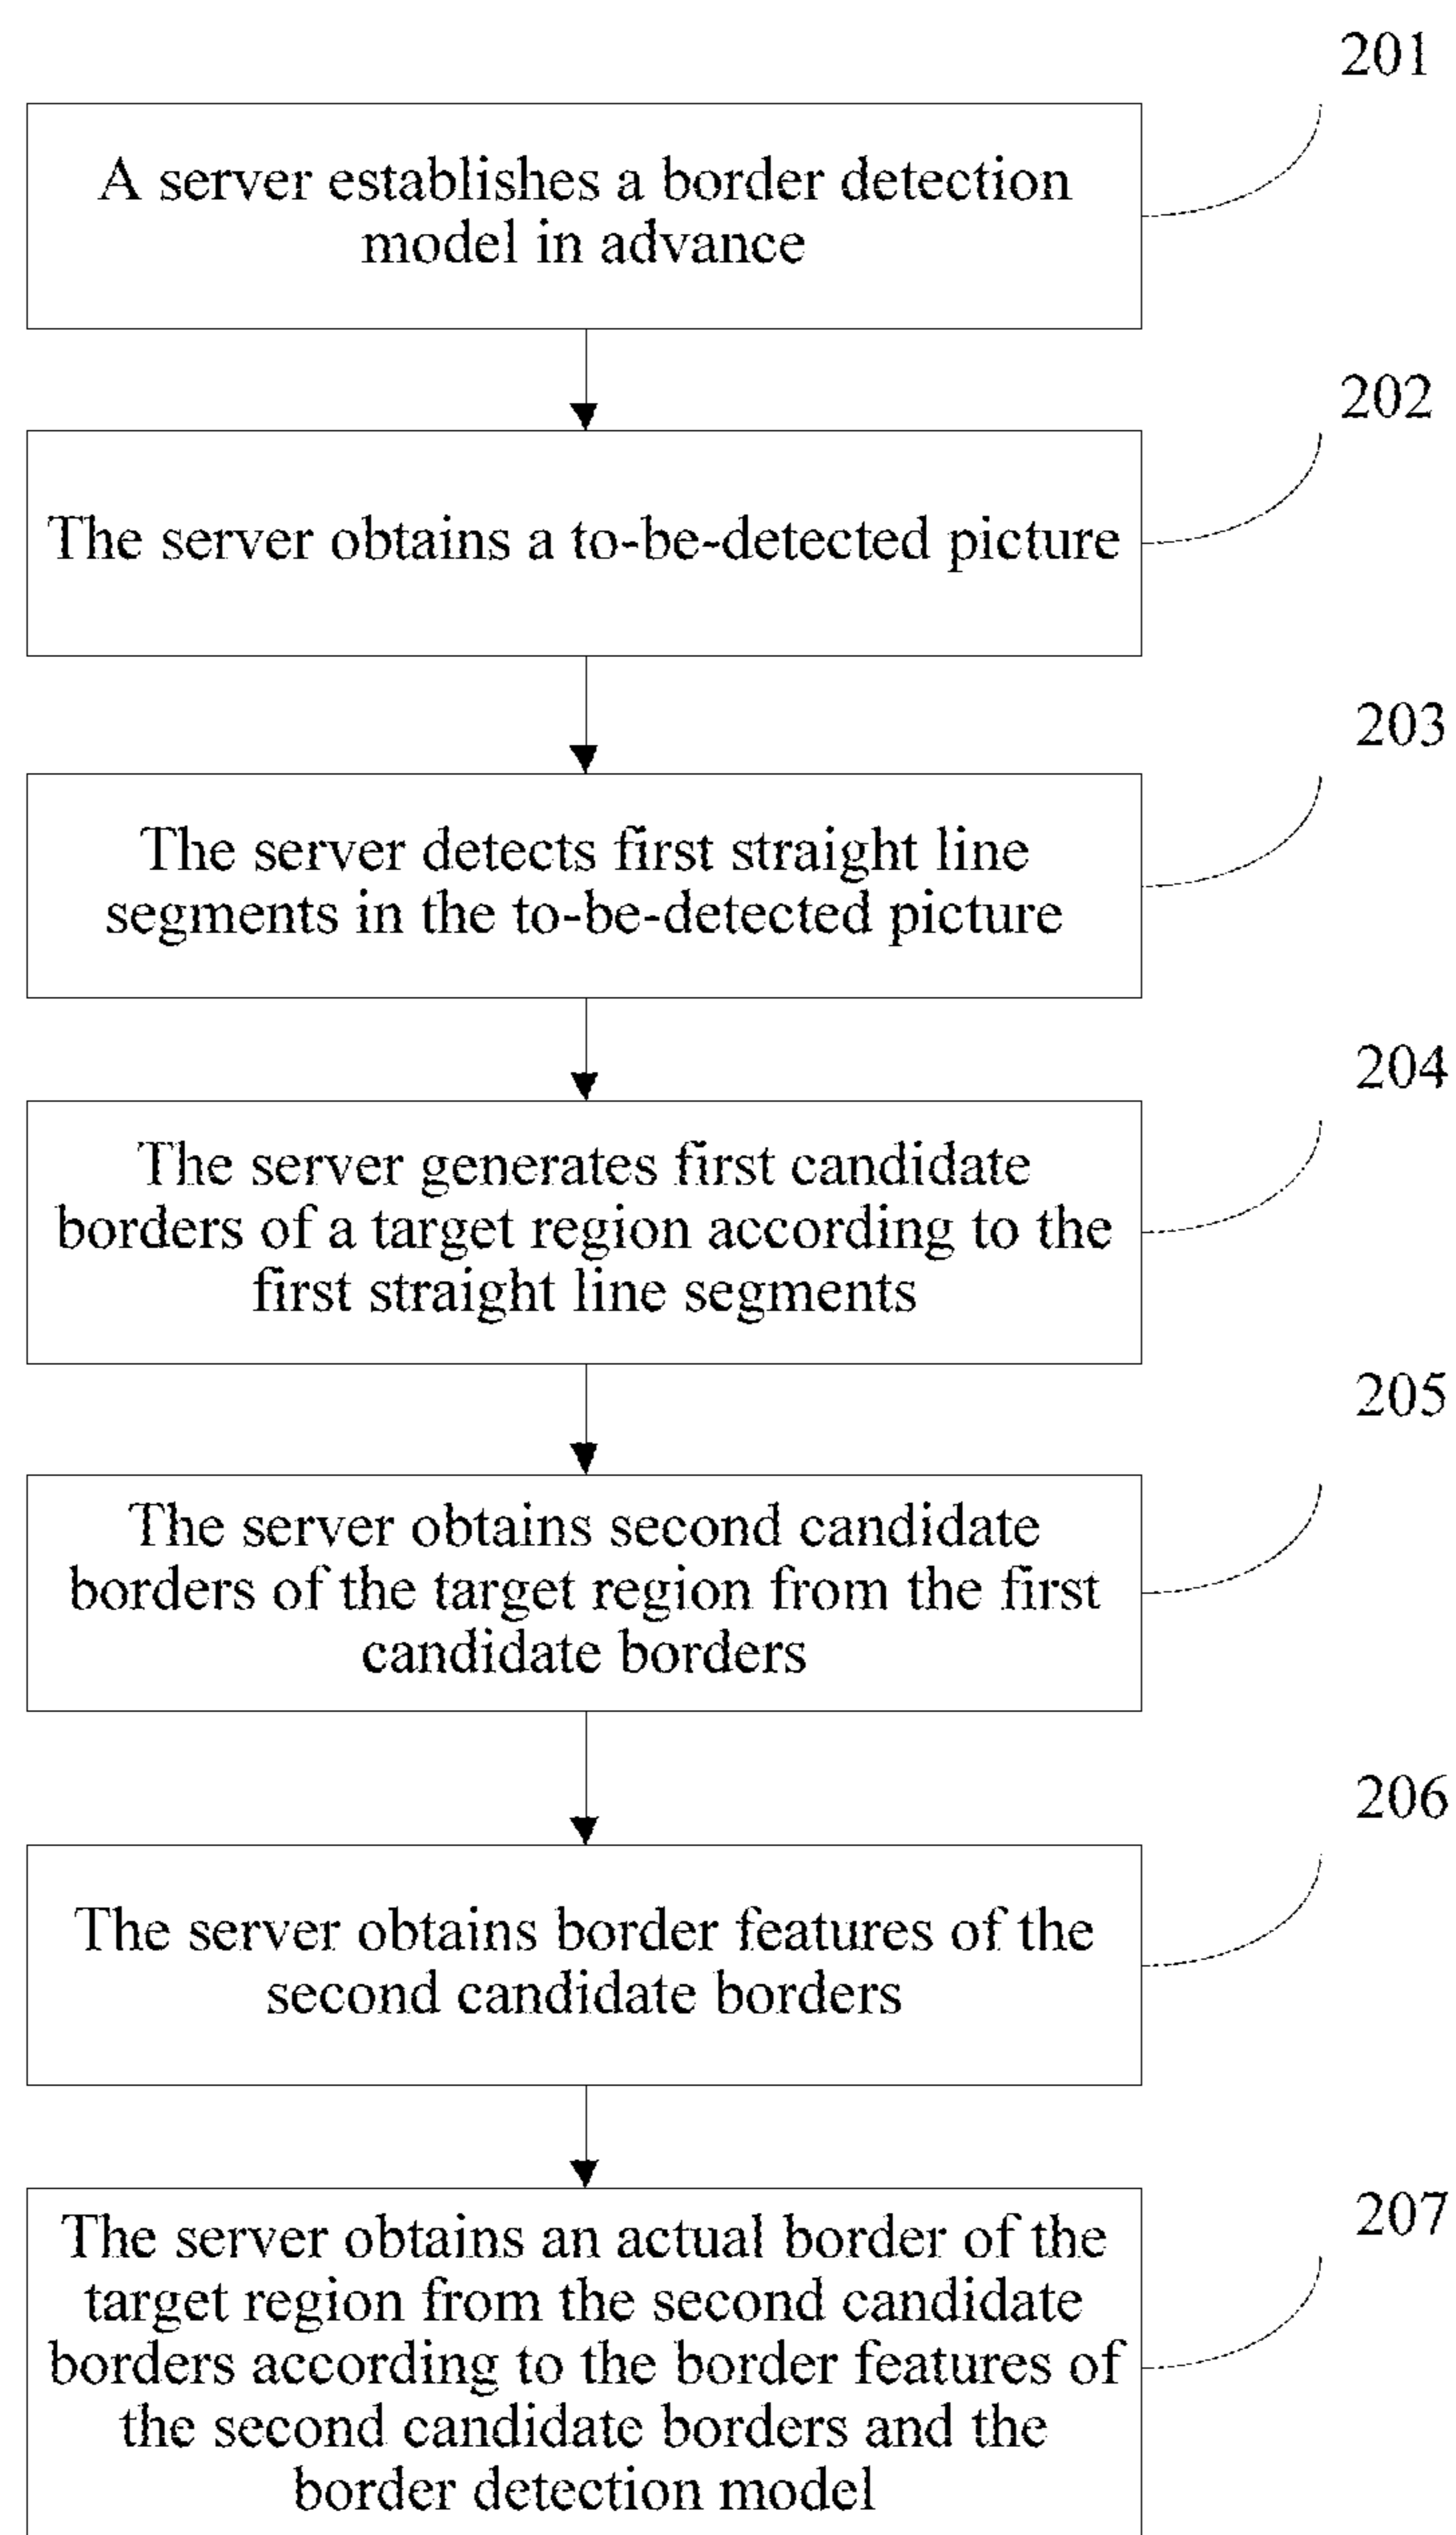 201
A server establishes a border detection
model in advance
202
The server obtains a to-be-detected picture
203
The server detects first straight line
segments in the to-be-detected picture
204
The server generates first candidate
borders of a target region according to the
first straight line segments
205
The server obtains second candidate
borders of the target region from the first
candidate borders
206
The server obtains border features of the
second candidate borders
207
The server obtains an actual border of the
target region from the second candidate
borders according to the border features of
the second candidate borders and the
border detection model